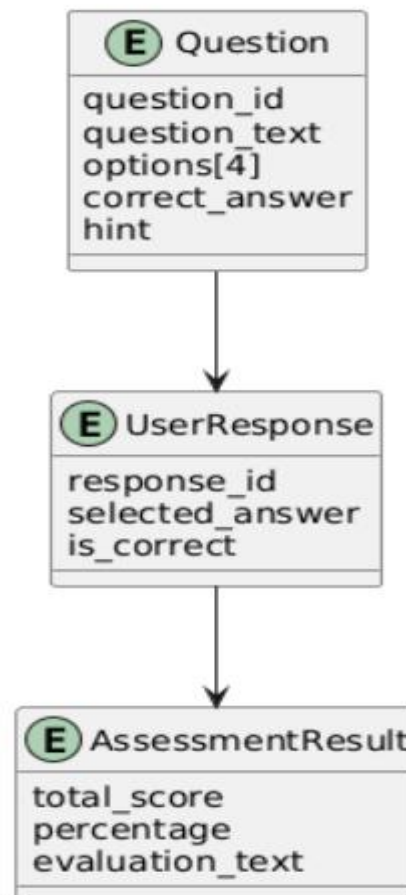 E Question
question_id
question_text
options[4]
correct_answer
hint
E UserResponse
response_id
selected_answer
is_correct
E AssessmentResult
total_score
percentage
evaluation_text